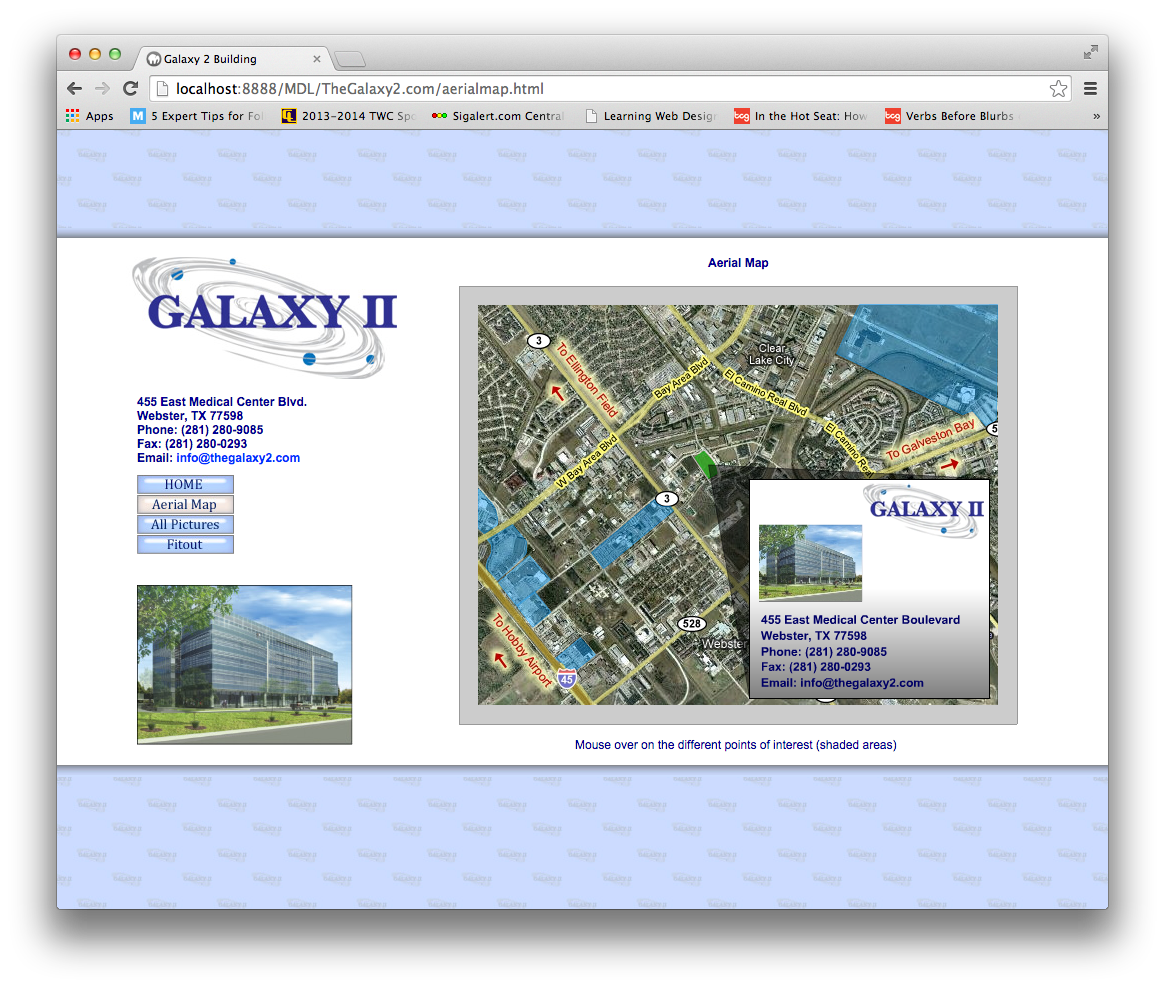 Galaxy 2 Building
localhost:8888/MDL/TheGalaxy2.com/aerialmap.html
Apps
5 Expert Tips for Fo
2013-2014 TWC Spo
Sigalert.com Central
Learning Web Desig
In the Hot Seat: How
Verbs Before Blurbs
»
GALAXY II
455 East Medical Center Blvd.
Webster, TX 77598
Phone: (281) 280-9085
Fax: (281) 280-0293
Email: info@thegalaxy2.com
HOME
Aerial Map
All Pictures
Fitout
Aerial Map
3
To Ellington Field
Bay Area Blvd
Clear
Lake City
El Camino Real Blvd
El Camino Real
To Galveston Bay
5
W Bay Area Blvd
3
528
Webster
To Hobby Airport
45
GALAXY II
455 East Medical Center Boulevard
Webster, TX 77598
Phone: (281) 280-9085
Fax: (281) 280-0293
Email: info@thegalaxy2.com
Mouse over on the different points of interest (shaded areas)